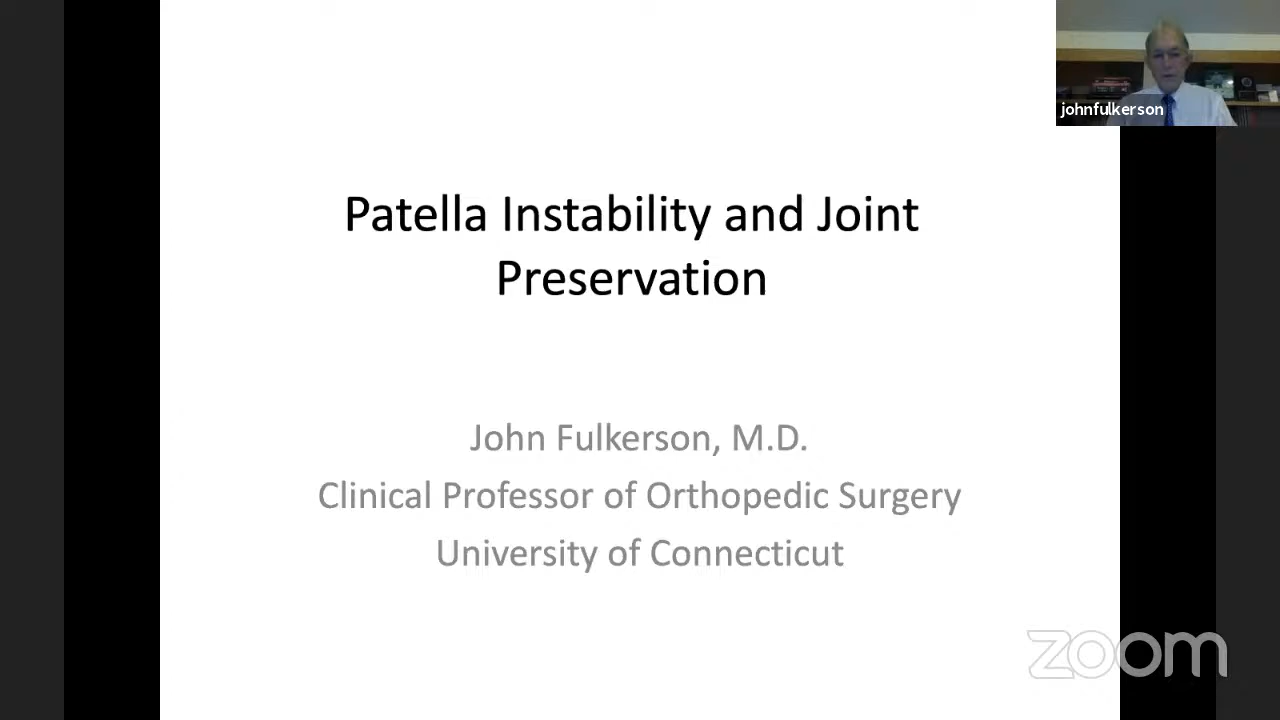 johnfulkerson
Patella Instability and Joint
Preservation
John Fulkerson, M.D.
Clinical Professor of Orthopedic Surgery
University of Connecticut
zoom